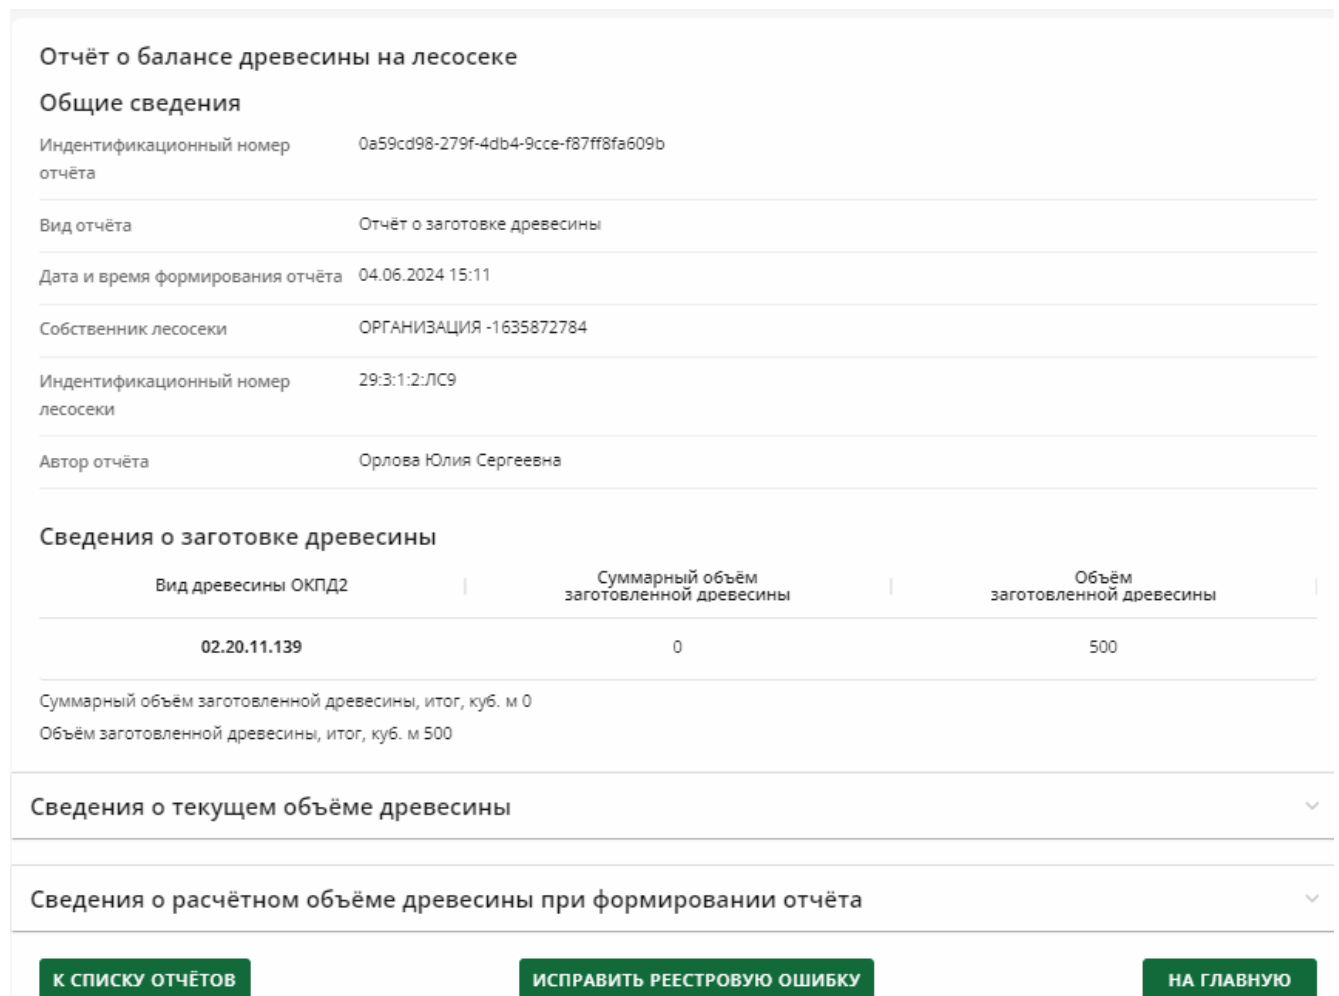 Отчёт о балансе древесины на лесосеке
Общие сведения
Индентификационный номер
отчёта
0a59cd98-279f-4db4-9cce-f87ff8fa609b
Вид отчёта
Отчёт о заготовке древесины
Дата и время формирования отчёта
04.06.2024 15:11
Собственник лесосеки
ОРГАНИЗАЦИЯ -1635872784
Индентификационный номер
лесосеки
29:3:1:2:ЛС9
Автор отчёта
Орлова Юлия Сергеевна
Сведения о заготовке древесины
Вид древесины ОКПД2
Суммарный объём
заготовленной древесины
Объём
заготовленной древесины
02.20.11.139
0
500
Суммарный объём заготовленной древесины, итог, куб. м 0
Объём заготовленной древесины, итог, куб. м 500
Сведения о текущем объёме древесины
Сведения о расчётном объёме древесины при формировании отчёта
К СПИСКУ ОТЧЁТОВ
ИСПРАВИТЬ РЕЕСТРОВУЮ ОШИБКУ
НА ГЛАВНУЮ